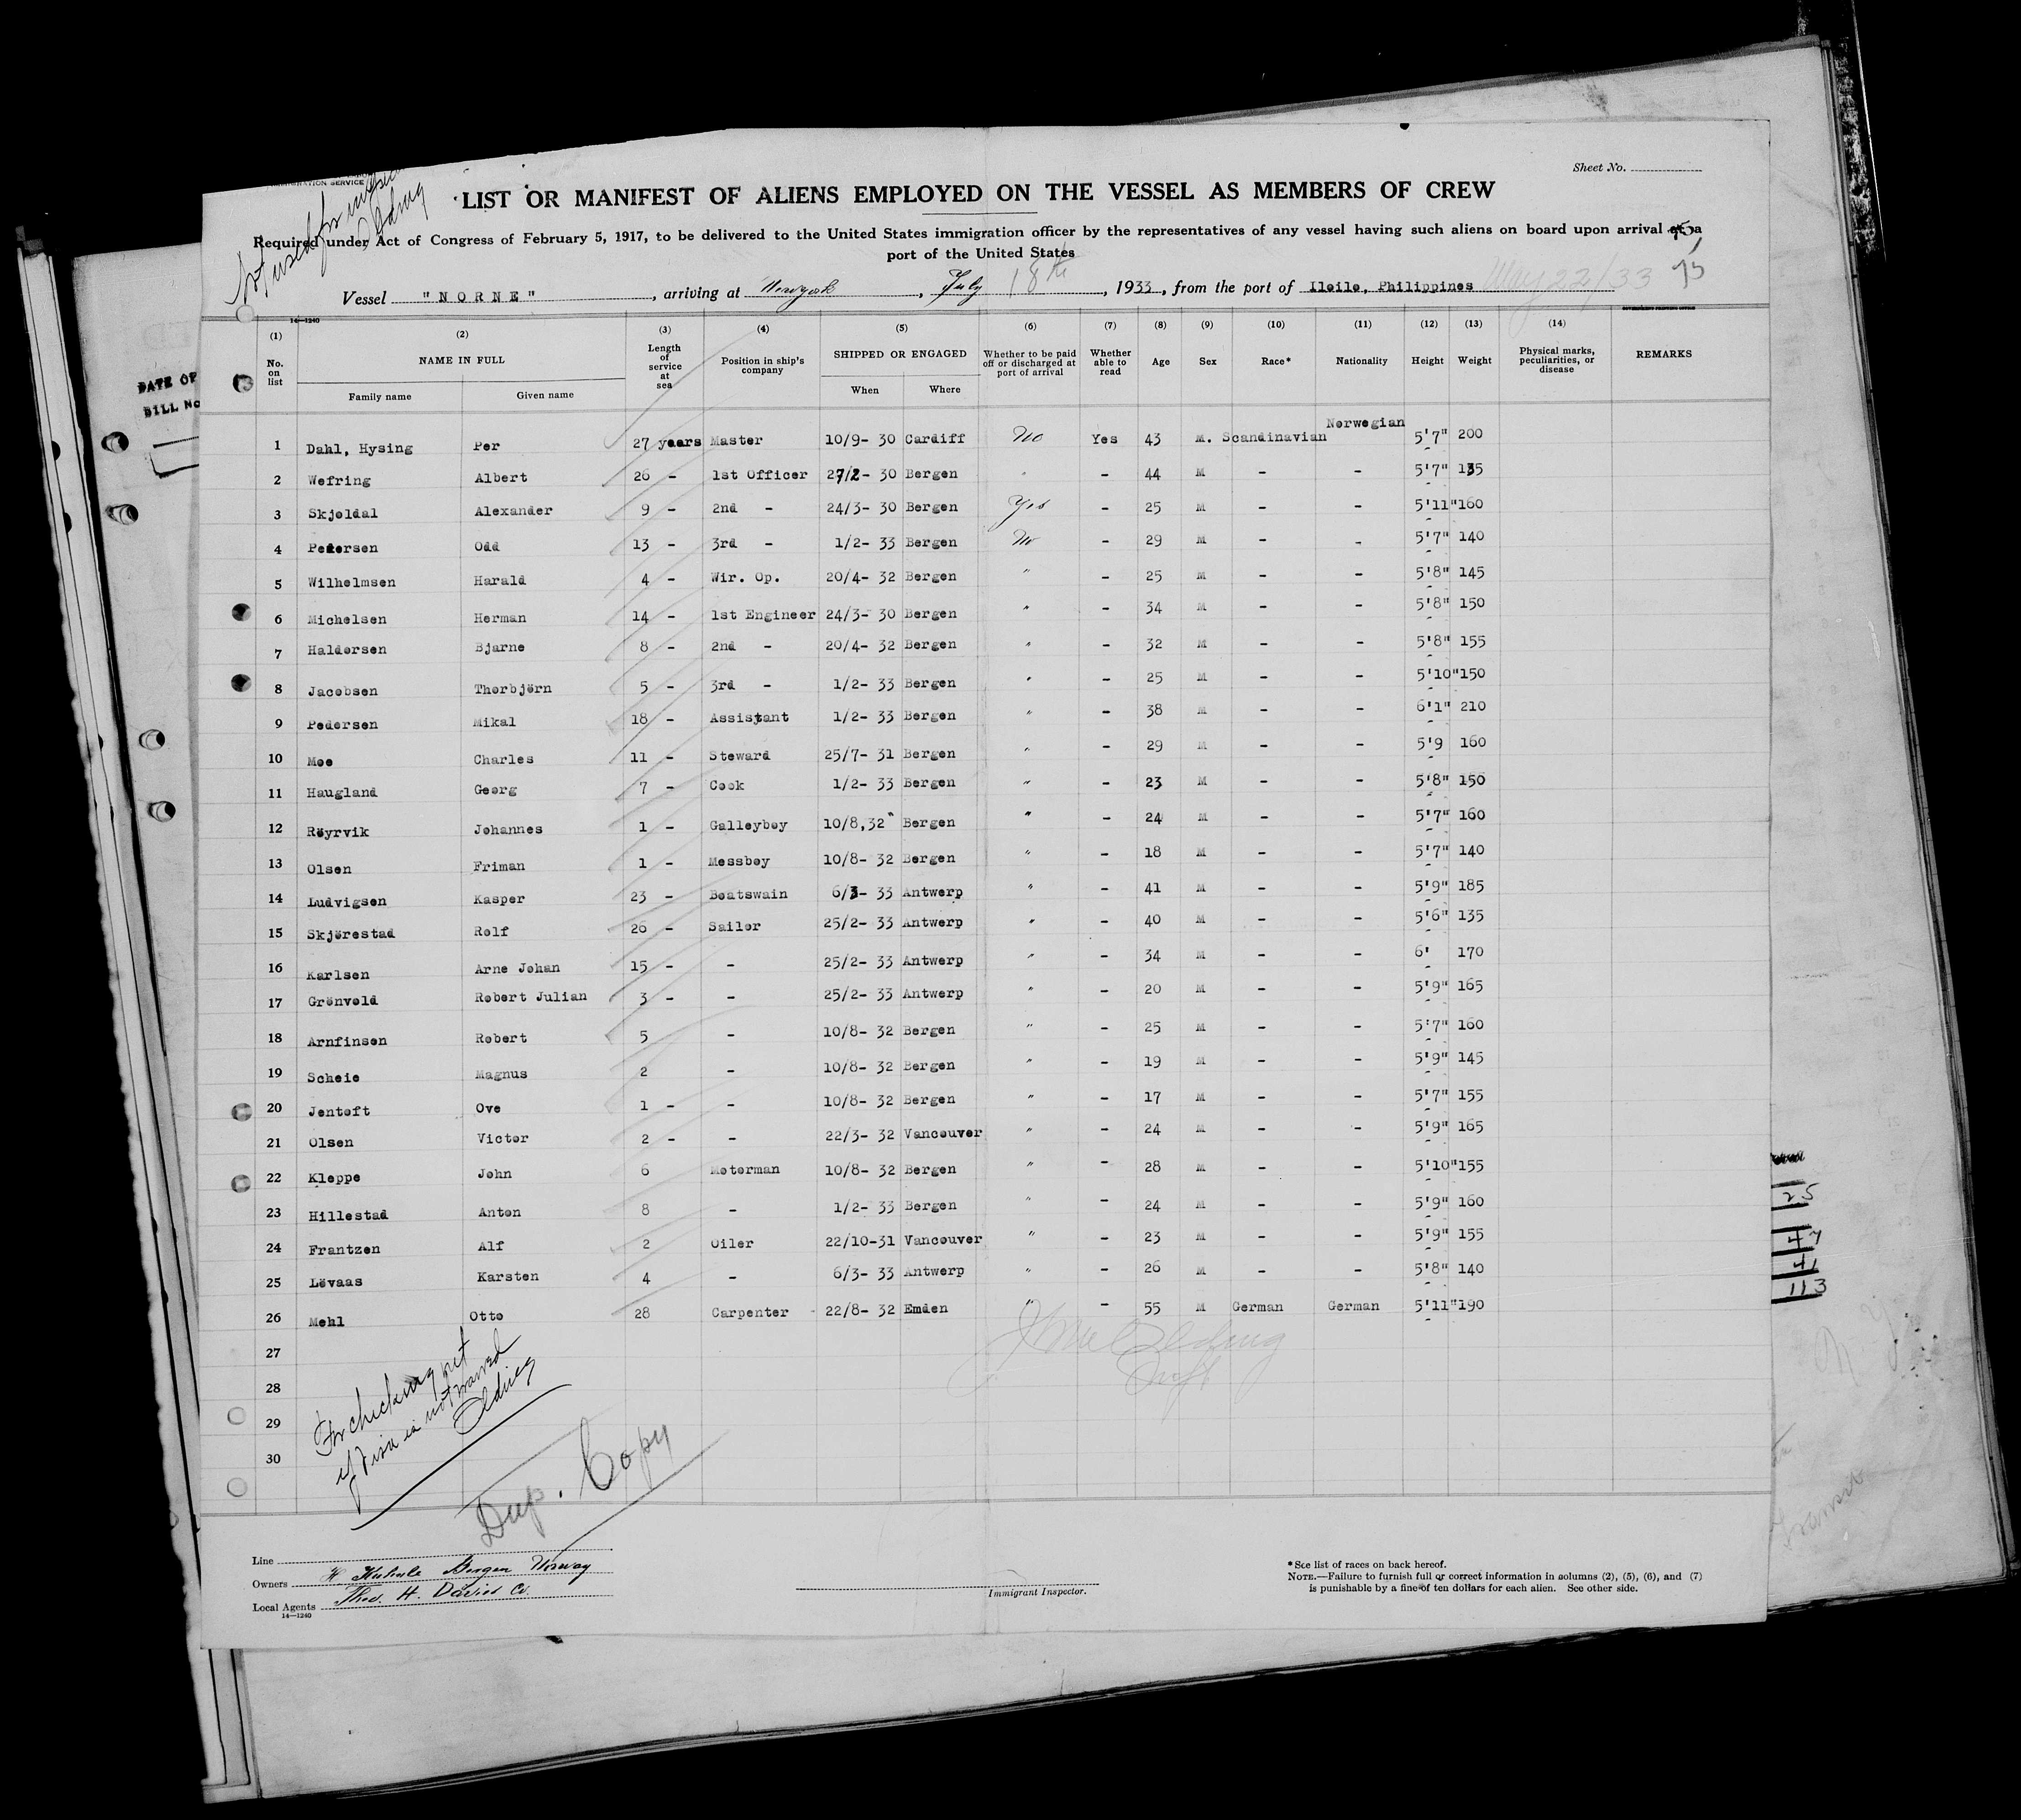 Sheet No.
LIST OR MANIFEST OF ALIENS EMPLOYED ON THE VESSEL AS MEMBERS OF CREW
Required under Act of Congress of February 5, 1917, to be delivered to the United States immigration officer by the representatives of any vessel having such aliens on board upon arrival at a
port of the United States
Vessel "NORNE", arriving at Newyork, July 18th, 1933, from the port of Iloilo, Philippines May 22/33
14—1240
(1) (2) (3) (4) (5) (6) (7) (8) (9) (10) (11) (12) (13) (14)
No. on list NAME IN FULL Family name Given name Length of service at sea Position in ship's company SHIPPED OR ENGAGED When Where Whether to be paid off or discharged at port of arrival Whether able to read Age Sex Race* Nationality Height Weight Physical marks, peculiarities, or disease REMARKS
1 Dahl, Hysing Per 27 years Master 10/9- 30 Cardiff No Yes 43 M. Scandinavian Norwegian 5'7" 200
2 Wefring Albert 26 - 1st Officer 27/2- 30 Bergen " - 44 M - - 5'7" 135
3 Skjøldal Alexander 9 - 2nd - 24/3- 30 Bergen Yes - 25 M - - 5'11" 160
4 Pedersen Odd 13 - 3rd - 1/2- 33 Bergen No - 29 M - - 5'7" 140
5 Wilhelmsen Harald 4 - Wir. Op. 20/4- 32 Bergen " - 25 M - - 5'8" 145
6 Michelsen Herman 14 - 1st Engineer 24/3- 30 Bergen " - 34 M - - 5'8" 150
7 Haldorsen Bjarne 8 - 2nd - 20/4- 32 Bergen " - 32 M - - 5'8" 155
8 Jacobsen Thorbjörn 5 - 3rd - 1/2- 33 Bergen " - 25 M - - 5'10" 150
9 Pedersen Mikal 18 - Assistant 1/2- 33 Bergen " - 38 M - - 6'1" 210
10 Moe Charles 11 - Steward 25/7- 31 Bergen " - 29 M - - 5'9 160
11 Haugland Georg 7 - Cook 1/2- 33 Bergen " - 23 M - - 5'8" 150
12 Röyrvik Johannes 1 - Galleyboy 10/8,32" Bergen " - 24 M - - 5'7" 160
13 Olsen Friman 1 - Messboy 10/8- 32 Bergen " - 18 M - - 5'7" 140
14 Ludvigsen Kasper 23 - Boatswain 6/3- 33 Antwerp " - 41 M - - 5'9" 185
15 Skjörestad Rolf 26 - Sailor 25/2- 33 Antwerp " - 40 M - - 5'6" 135
16 Karlsen Arne Johan 15 - - 25/2- 33 Antwerp " - 34 M - - 6' 170
17 Grönvold Robert Julian 3 - - 25/2- 33 Antwerp " - 20 M - - 5'9" 165
18 Arnfinsen Robert 5 - 10/8- 32 Bergen " - 25 M - - 5'7" 160
19 Scheie Magnus 2 - 10/8- 32 Bergen " - 19 M - - 5'9" 145
20 Jentoft Ove 1 - - 10/8- 32 Bergen " - 17 M - - 5'7" 155
21 Olsen Victor 2 - - 22/3- 32 Vancouver " - 24 M - - 5'9" 165
22 Kleppe John 6 Motorman 10/8- 32 Bergen " - 28 M - - 5'10" 155
23 Hillestad Anton 8 - 1/2- 33 Bergen " - 24 M - - 5'9" 160
24 Frantzen Alf 2 Oiler 22/10-31 Vancouver " - 23 M - - 5'9" 155
25 Lövaas Karsten 4 - 6/3- 33 Antwerp " - 26 M - - 5'8" 140
26 Mehl Otto 28 Carpenter - 22/8- 32 Emden " - 55 M German German 5'11" 190
27
28
29
30
For checking not
if visa is not waived
Eldring
Dup. Copy
Line
Owners Bergen Norway
Local Agents Theo. H. Davies Co.
14—1240
Immigrant Inspector.
*See list of races on back hereof.
NOTE.—Failure to furnish full or correct information in columns (2), (5), (6), and (7)
is punishable by a fine of ten dollars for each alien. See other side.
DATE OF
BILL No
25
47
41
113